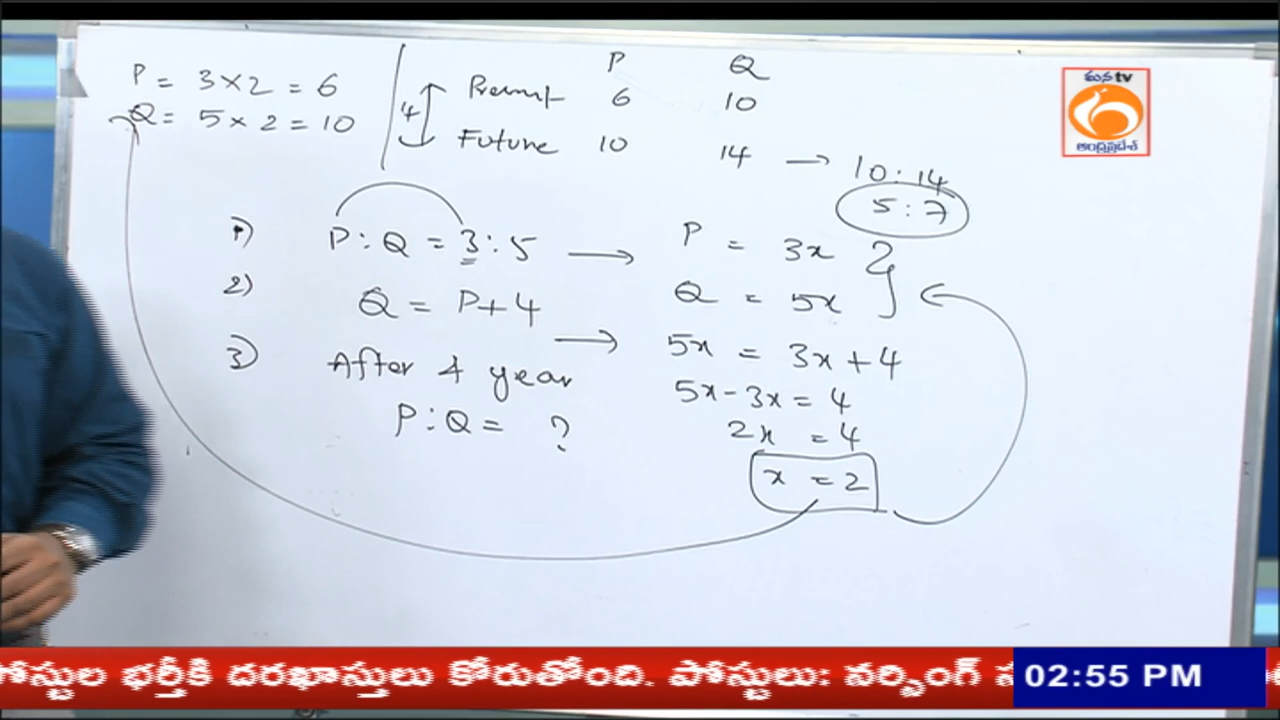 P = 3 × 2 = 6
Q = 5 × 2 = 10
P Q
4 Present 6 10
Future 10 14 → 10 : 14
5 : 7
1) P : Q = 3 : 5 → P = 3x
2) Q = P + 4
Q = 5x
3) After 4 year → 5x = 3x + 4
P : Q = ?
5x - 3x = 4
2x = 4
x = 2
మన tv
ఆంధ్రప్రదేశ్
పోస్టుల భర్తీకి దరఖాస్తులు కోరుతోంది. పోస్టులు: నర్సింగ్
02:55 PM